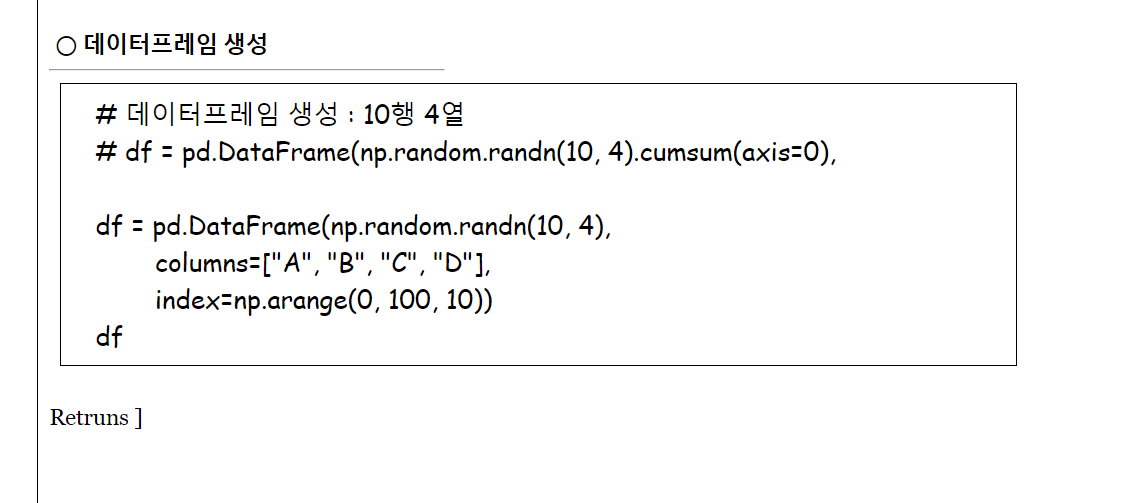 ○ 데이터프레임 생성
# 데이터프레임 생성 : 10행 4열
# df = pd.DataFrame(np.random.randn(10, 4).cumsum(axis=0),
df = pd.DataFrame(np.random.randn(10, 4),
columns=["A", "B", "C", "D"],
index=np.arange(0, 100, 10))
df
Retruns ]